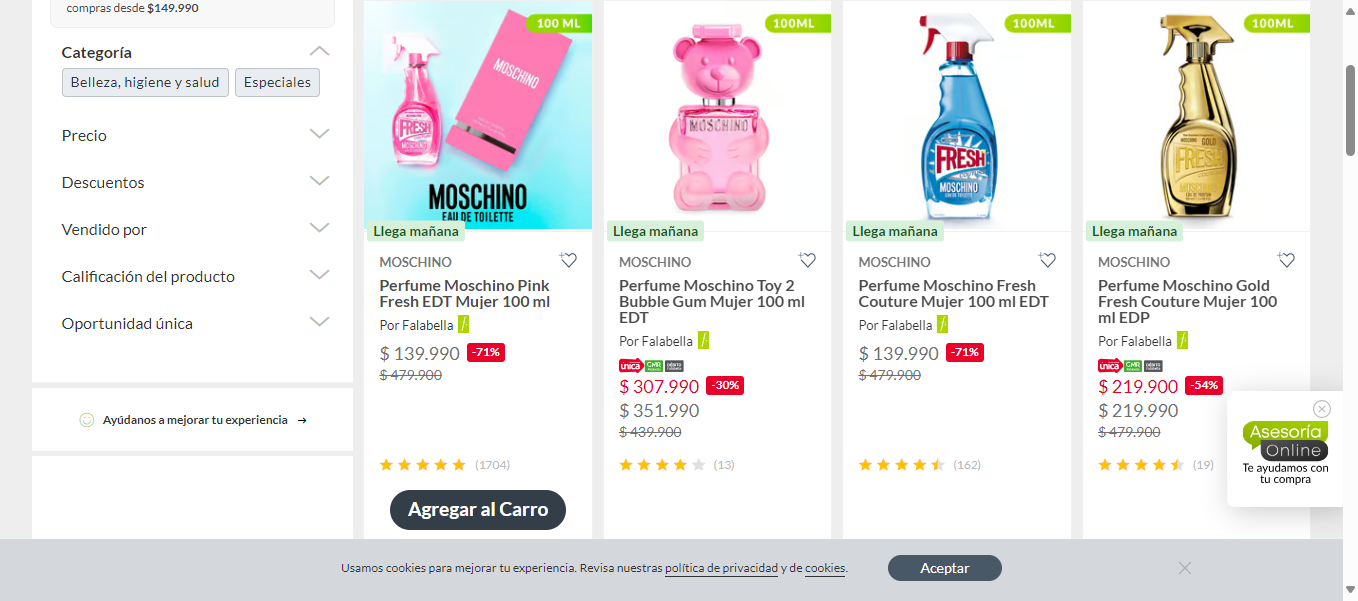 compras desde $149.990
Categoría
Belleza, higiene y salud
Especiales
Precio
Descuentos
Vendido por
Calificación del producto
Oportunidad única
Ayúdanos a mejorar tu experiencia →
100 ML
MOSCHINO
FRESH
MOSCHINO
MOSCHINO
EAU DE TOILETTE
Llega mañana
MOSCHINO
Perfume Moschino Pink
Fresh EDT Mujer 100 ml
Por Falabella
$ 139.990 -71%
$ 479.900
(1704)
Agregar al Carro
100ML
MOSCHINO
Llega mañana
MOSCHINO
Perfume Moschino Toy 2
Bubble Gum Mujer 100 ml
EDT
Por Falabella
única CMR
$ 307.990 -30%
$ 351.990
$ 439.900
(13)
100ML
FRESH
MOSCHINO
Llega mañana
MOSCHINO
Perfume Moschino Fresh
Couture Mujer 100 ml EDT
Por Falabella
$ 139.990 -71%
$ 479.900
(162)
100ML
MOSCHINO GOLD
FRESH
MOSCHINO
Llega mañana
MOSCHINO
Perfume Moschino Gold
Fresh Couture Mujer 100
ml EDP
Por Falabella
única CMR
$ 219.900 -54%
$ 219.990
$ 479.900
(19)
Asesoría
Online
Te ayudamos con
tu compra
Usamos cookies para mejorar tu experiencia. Revisa nuestras política de privacidad y de cookies.
Aceptar